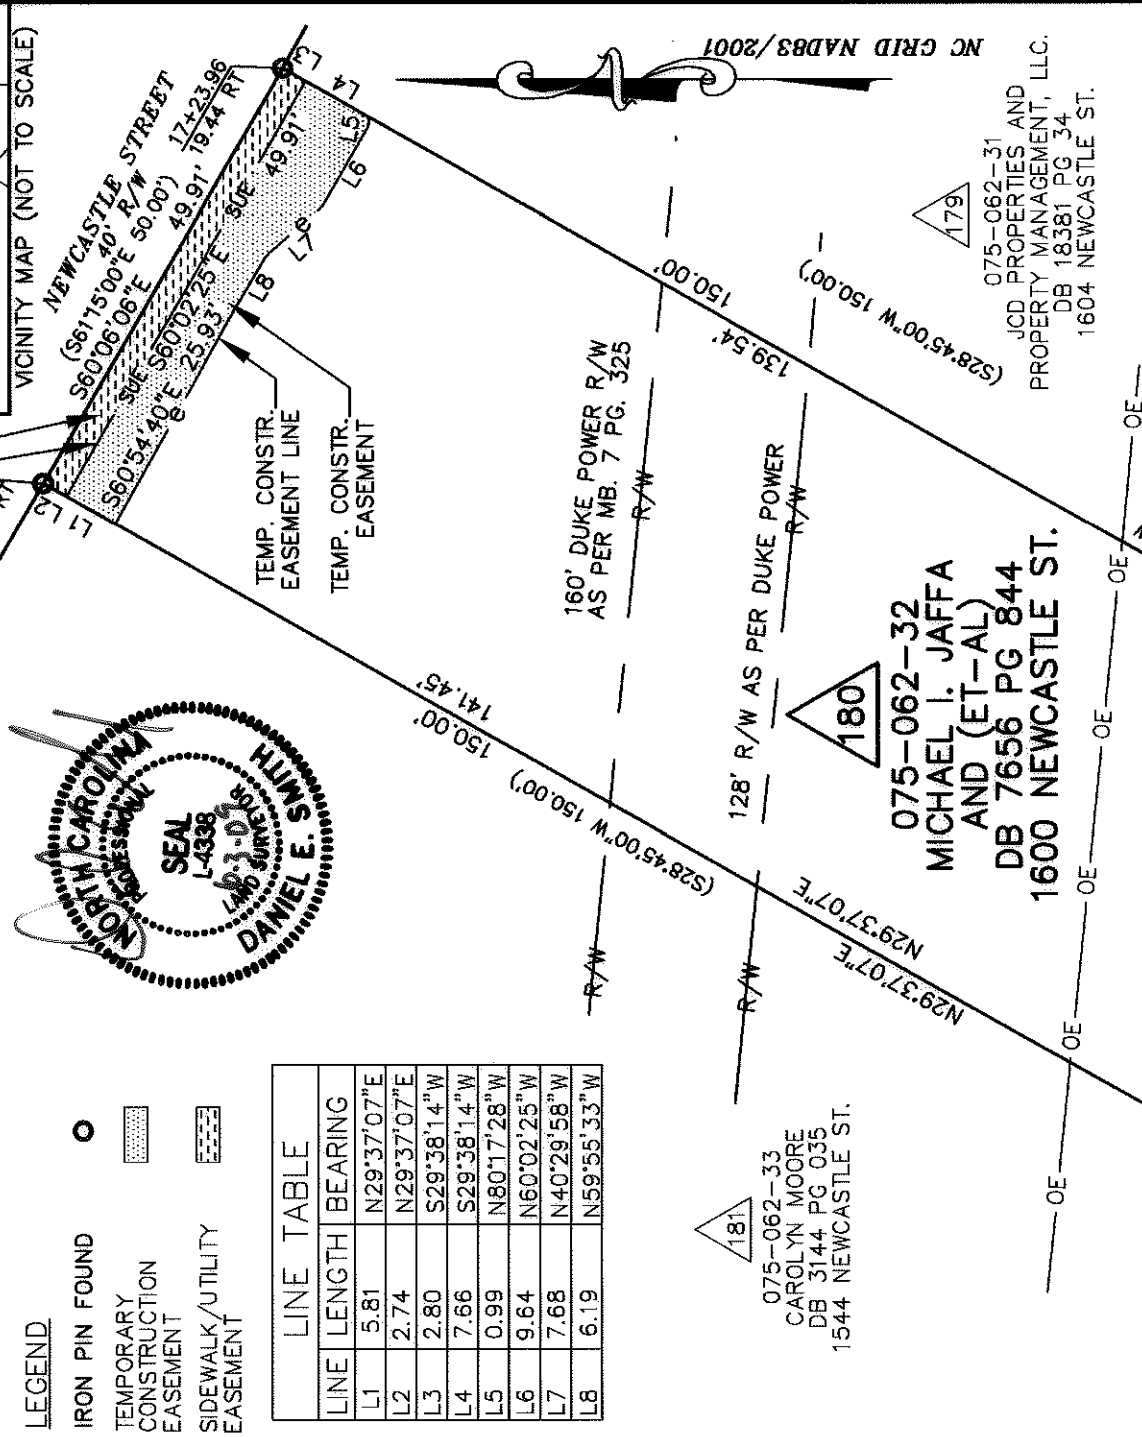 VICINITY MAP (NOT TO SCALE)
NEWCASTLE STREET
40' R/W
(S61°15'00"E 50.00')
S60°06'06"E 49.91'
17+23.96
19.44 RT
RT
SUE S60°02'25"E SUE 49.91'
S60°54'40"E 25.93'
e
e
L1
L2
L3
L4
L5
L6
L7
L8
TEMP. CONSTR.
EASEMENT LINE
TEMP. CONSTR.
EASEMENT
NC GRID NAD83/2001
NORTH CAROLINA
PROFESSIONAL
SEAL
L-4338
LAND SURVEYOR
DANIEL E. SMITH
150.00'
141.45'
(S28°45'00"W 150.00')
N29°37'07"E
N29°37'07"E
150.00'
139.54'
(S28°45'00"W 150.00')
160' DUKE POWER R/W
AS PER MB. 7 PG. 325
R/W
R/W
128' R/W AS PER DUKE POWER
R/W
R/W
179
075-062-31
JCD PROPERTIES AND
PROPERTY MANAGEMENT, LLC.
DB 18381 PG 34
1604 NEWCASTLE ST.
180
075-062-32
MICHAEL I. JAFFA
AND (ET-AL)
DB 7656 PG 844
1600 NEWCASTLE ST.
181
075-062-33
CAROLYN MOORE
DB 3144 PG 035
1544 NEWCASTLE ST.
OE
OE
OE
OE
OE
OE
LEGEND
IRON PIN FOUND
TEMPORARY
CONSTRUCTION
EASEMENT
SIDEWALK/UTILITY
EASEMENT
LINE TABLE
LINE LENGTH BEARING
L1 5.81 N29°37'07"E
L2 2.74 N29°37'07"E
L3 2.80 S29°38'14"W
L4 7.66 S29°38'14"W
L5 0.99 N80°17'28"W
L6 9.64 N60°02'25"W
L7 7.68 N40°29'58"W
L8 6.19 N59°55'33"W